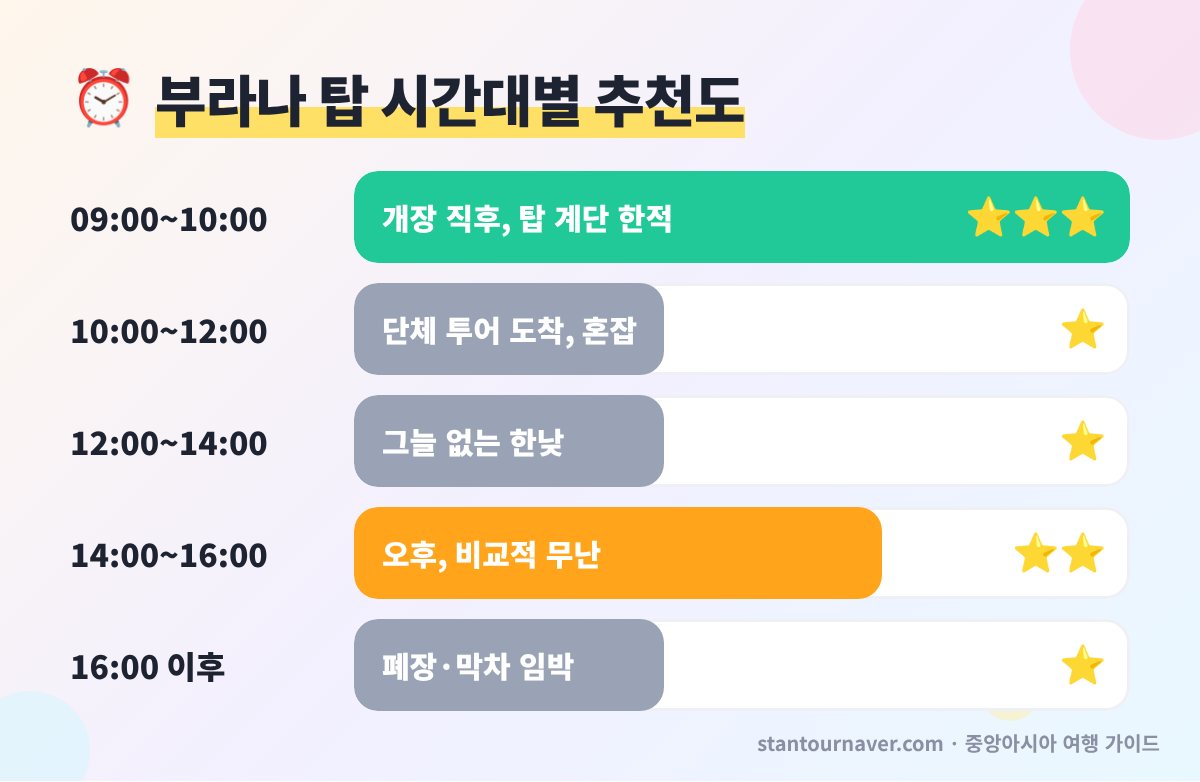 부라나 탑 시간대별 추천도
09:00~10:00 개장 직후, 탑 계단 한적
10:00~12:00 단체 투어 도착, 혼잡
12:00~14:00 그늘 없는 한낮
14:00~16:00 오후, 비교적 무난
16:00 이후 폐장·막차 임박
stantournaver.com · 중앙아시아 여행 가이드